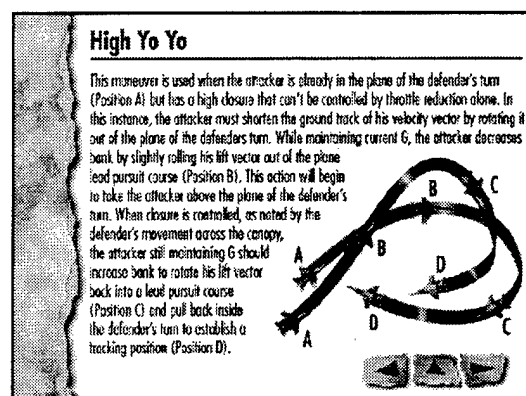 High Yo Yo
This maneuver is used when the attacker is already in the plane of the defender's turn
(Position A) but has a high closure that can't be controlled by throttle reduction alone. In
this instance, the attacker must shorten the ground track of his velocity vector by rotating it
out of the plane of the defenders turn. While maintaining current G, the attacker decreases
bank by slightly rolling his lift vector out of the plane
lead pursuit course (Position B). This action will begin
to take the attacker above the plane of the defender's
turn. When closure is controlled, as noted by the
defender's movement across the canopy,
the attacker still maintaining G should
increase bank to rotate his lift vector
back into a lead pursuit course
(Position C) and pull back inside
the defender's turn to establish a
tracking position (Position D).
B
C
A
B
D
A
D
C